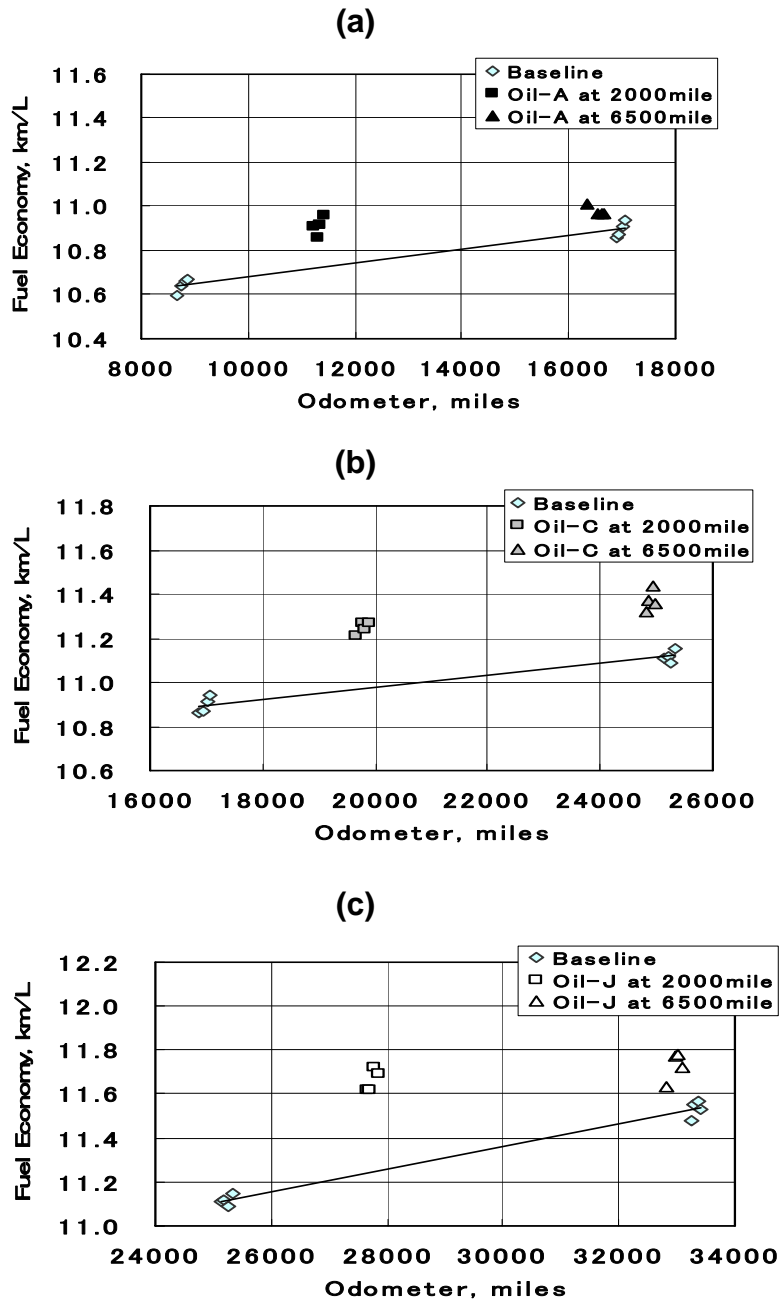 (a)
Baseline
Oil-A at 2000mile
Oil-A at 6500mile
Fuel Economy, km/L
11.6
11.4
11.2
11.0
10.8
10.6
10.4
8000 10000 12000 14000 16000 18000
Odometer, miles
(b)
Baseline
Oil-C at 2000mile
Oil-C at 6500mile
Fuel Economy, km/L
11.8
11.6
11.4
11.2
11.0
10.8
10.6
16000 18000 20000 22000 24000 26000
Odometer, miles
(c)
Baseline
Oil-J at 2000mile
Oil-J at 6500mile
Fuel Economy, km/L
12.2
12.0
11.8
11.6
11.4
11.2
11.0
24000 26000 28000 30000 32000 34000
Odometer, miles